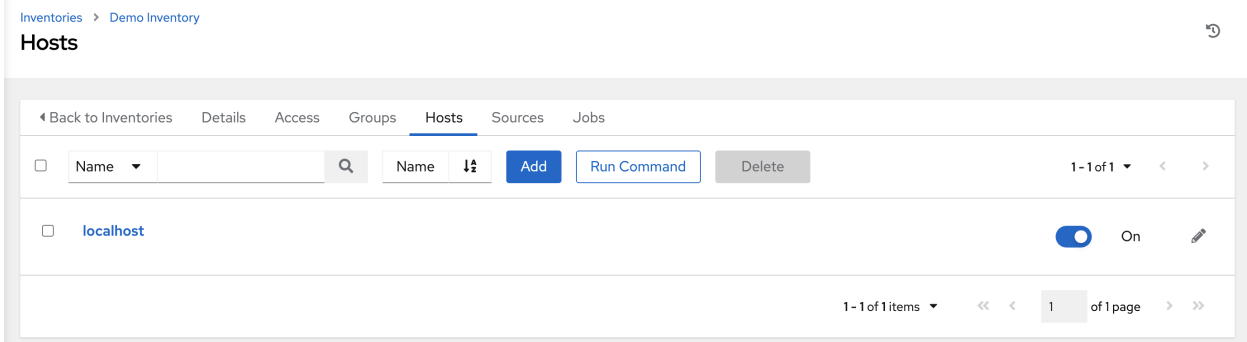 Inventories > Demo Inventory
Hosts
Back to Inventories Details Access Groups Hosts Sources Jobs
Name Name Add Run Command Delete 1 - 1 of 1
localhost On
1 - 1 of 1 items 1 of 1 page